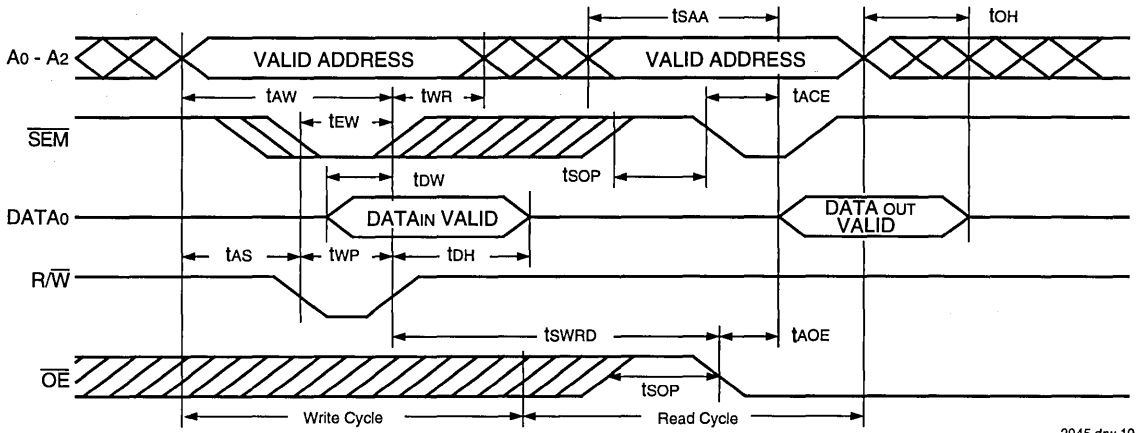 tSAA
tOH
A0 - A2
VALID ADDRESS
VALID ADDRESS
tAW
tWR
tACE
tEW
SEM
tDW
tSOP
DATA0
DATAIN VALID
DATA OUT
VALID
tAS
tWP
tDH
R/W
tSWRD
tAOE
OE
tSOP
Write Cycle
Read Cycle